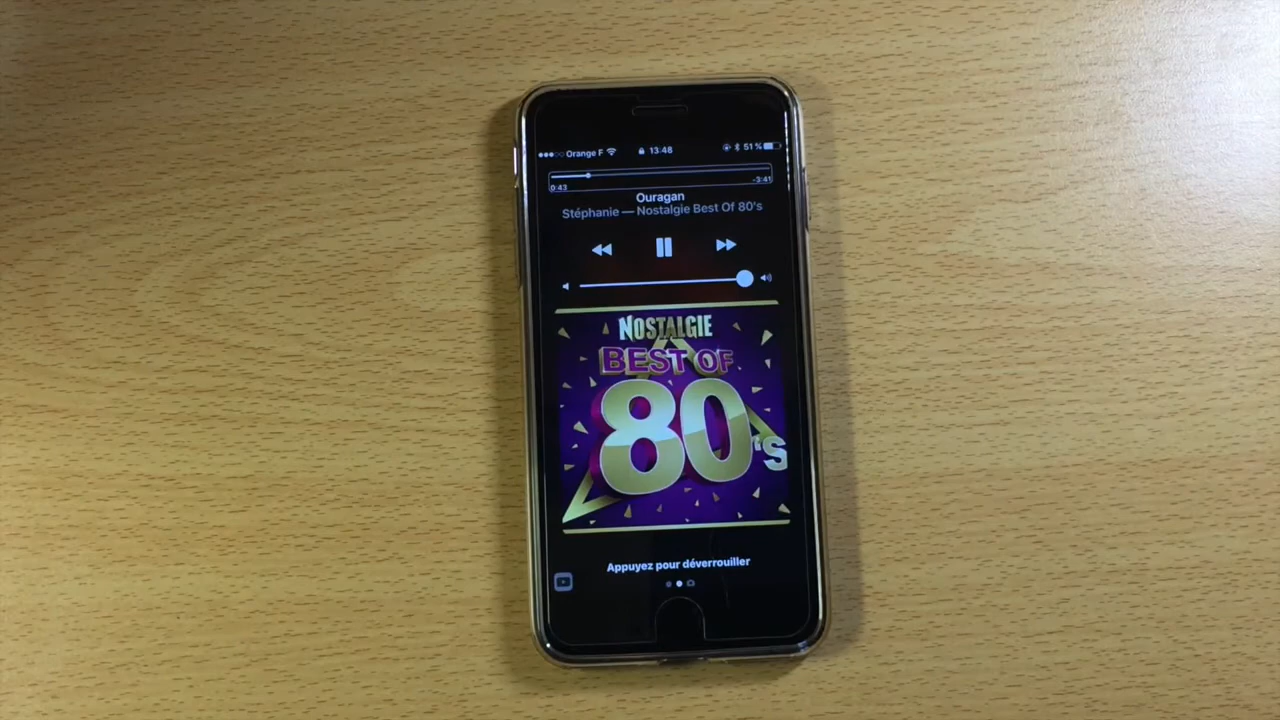 Orange F 13:48 51 %
0:43 -3:41
Ouragan
Stéphanie — Nostalgie Best Of 80's
NOSTALGIE
BEST OF
80's
Appuyez pour déverrouiller